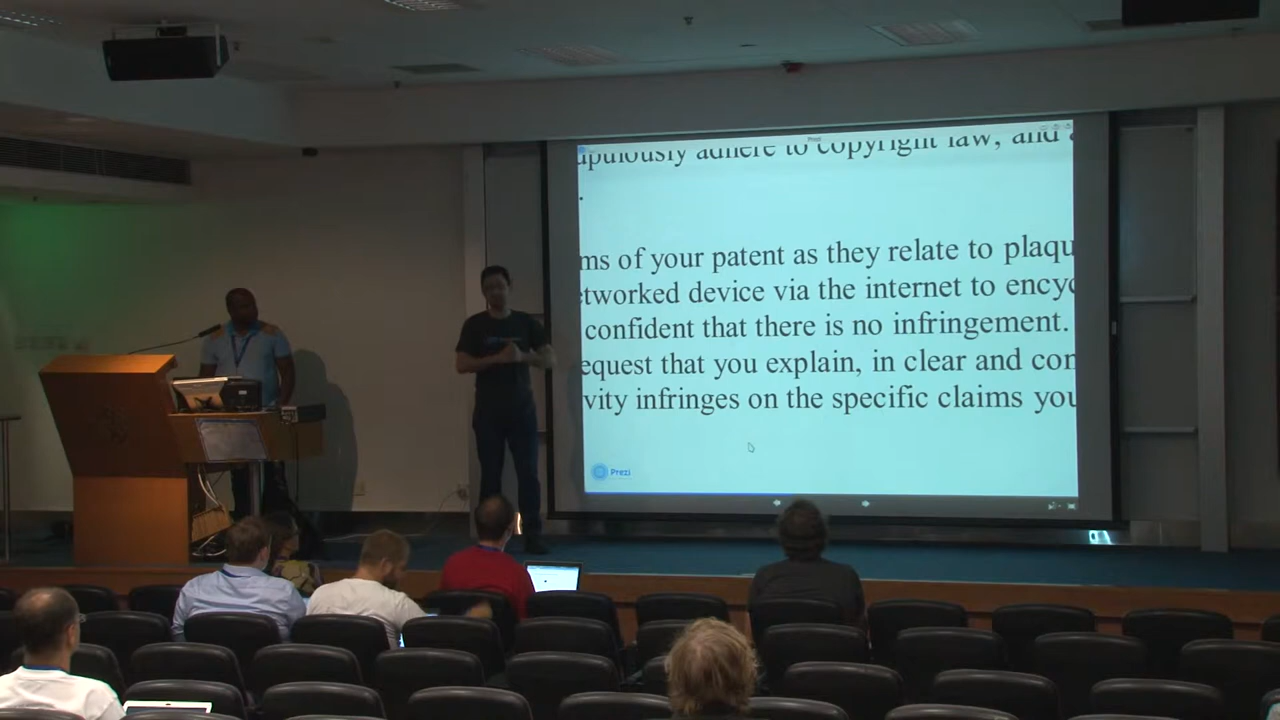 Prezi
adhere to copyright law, and
.
ms of your patent as they relate to plaqu
tworked device via the internet to encyc
confident that there is no infringement.
equest that you explain, in clear and con
vity infringes on the specific claims you
Prezi